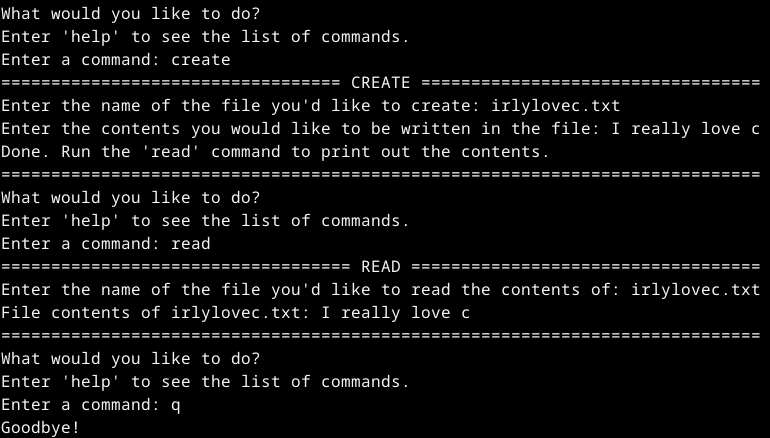 What would you like to do?
Enter 'help' to see the list of commands.
Enter a command: create
================================== CREATE ==================================
Enter the name of the file you'd like to create: irlylovec.txt
Enter the contents you would like to be written in the file: I really love c
Done. Run the 'read' command to print out the contents.
============================================================================
What would you like to do?
Enter 'help' to see the list of commands.
Enter a command: read
=================================== READ ===================================
Enter the name of the file you'd like to read the contents of: irlylovec.txt
File contents of irlylovec.txt: I really love c
============================================================================
What would you like to do?
Enter 'help' to see the list of commands.
Enter a command: q
Goodbye!